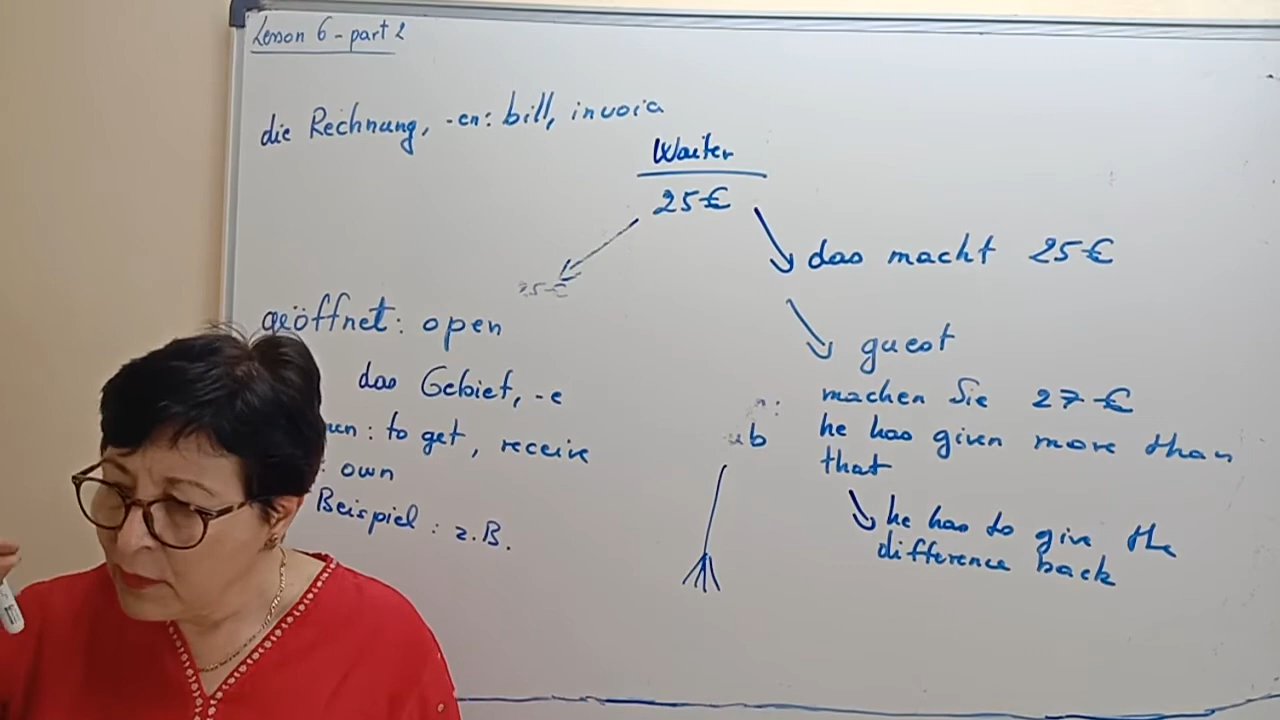 Lesson 6 - part 2
die Rechnung, -en: bill, invoice
Waiter
25 €
das macht 25 €
25 €
geöffnet: open
guest
das Gebiet, -e
machen Sie 27 €
: to get, receive
he has given more than
that
: own
Beispiel : z.B.
he has to give the
difference back